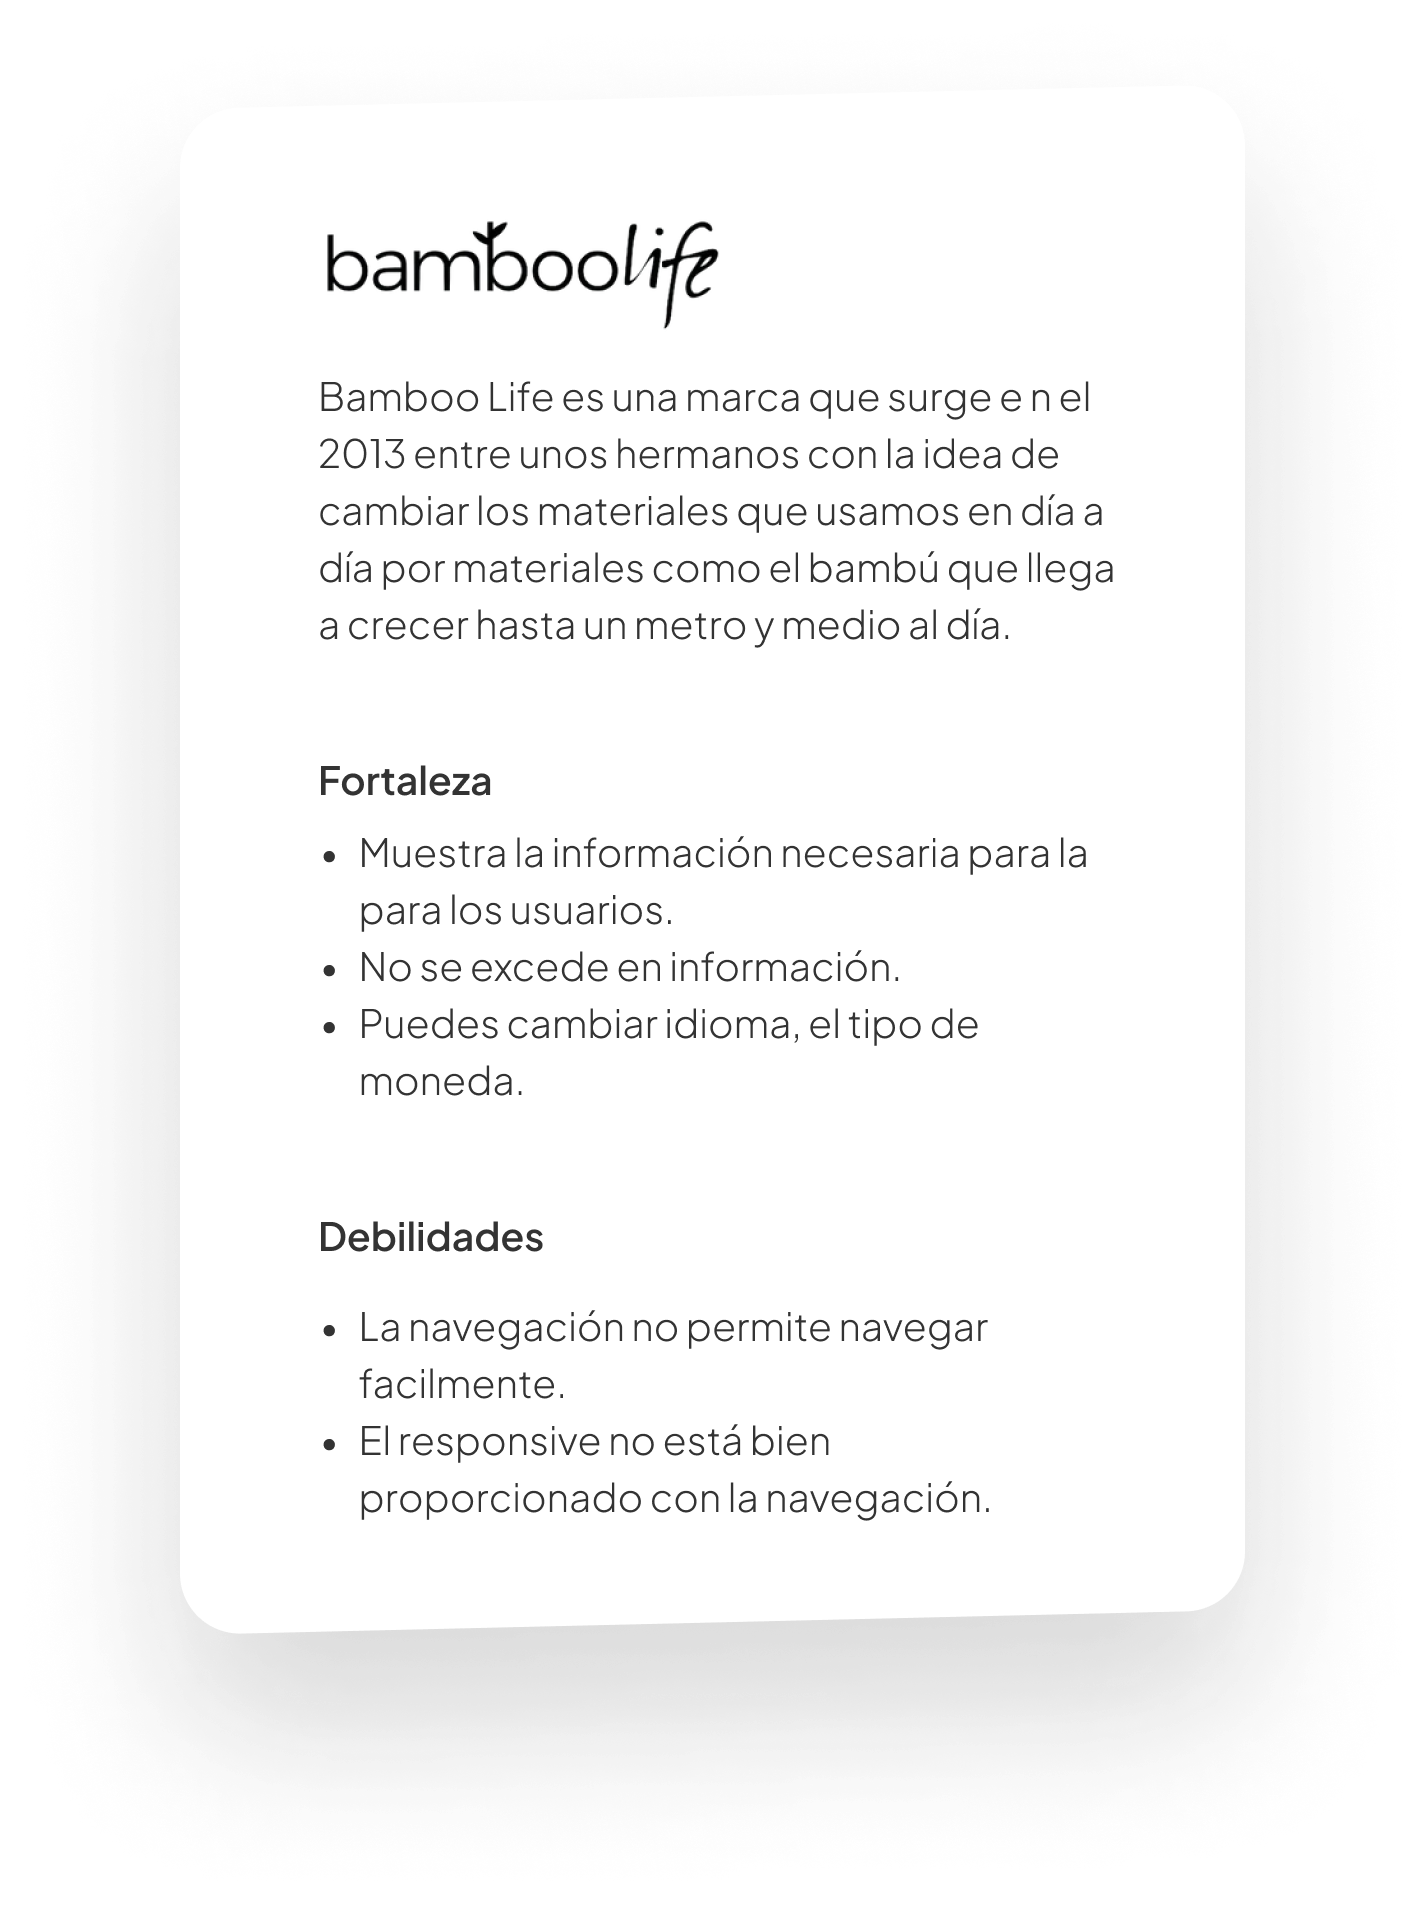 bamboolife
Bamboo Life es una marca que surge e n el
2013 entre unos hermanos con la idea de
cambiar los materiales que usamos en día a
día por materiales como el bambú que llega
a crecer hasta un metro y medio al día.
Fortaleza
• Muestra la información necesaria para la
para los usuarios.
• No se excede en información.
• Puedes cambiar idioma, el tipo de
moneda.
Debilidades
• La navegación no permite navegar
facilmente.
• El responsive no está bien
proporcionado con la navegación.